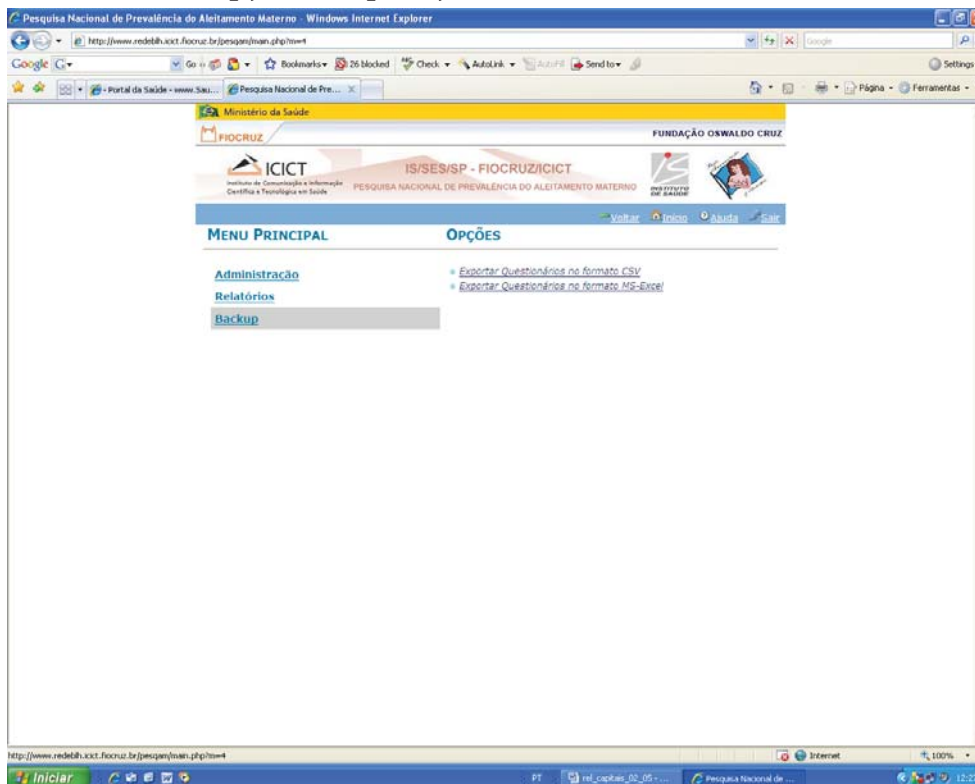 Pesquisa Nacional de Prevalência do Aleitamento Materno - Windows Internet Explorer
http://www.redeblh.icict.fiocruz.br/pesqam/main.php?m=4
Google
Google G
Go
Bookmarks
26 blocked
Check
AutoLink
AutoFill
Send to
Settings
- Portal da Saúde - www.Sau...
Pesquisa Nacional de Pre...
Página
Ferramentas
Ministério da Saúde
FIOCRUZ
FUNDAÇÃO OSWALDO CRUZ
ICICT
Instituto de Comunicação e Informação
Científica e Tecnológica em Saúde
IS/SES/SP - FIOCRUZ/ICICT
PESQUISA NACIONAL DE PREVALENCIA DO ALEITAMENTO MATERNO
INSTITUTO
DE SAÚDE
Voltar Início Ajuda Sair
MENU PRINCIPAL
OPÇÕES
Administração
Relatórios
Backup
Exportar Questionários no formato CSV
Exportar Questionários no formato MS-Excel
http://www.redeblh.icict.fiocruz.br/pesqam/main.php?m=4
Internet
100%
Iniciar
PT
rel_capitais_02_05 - ...
Pesquisa Nacional de ...